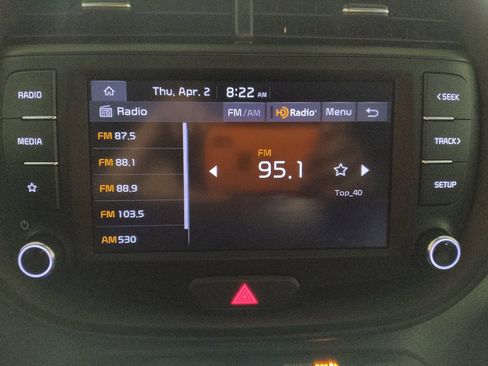 Thu, Apr. 2 8:22 AM
RADIO
<SEEK
Radio FM/AM HD Radio Menu
FM 87.5
MEDIA
TRACK>
FM 88.1
FM
95.1
FM 88.9
SETUP
Top_40
FM 103.5
AM 530